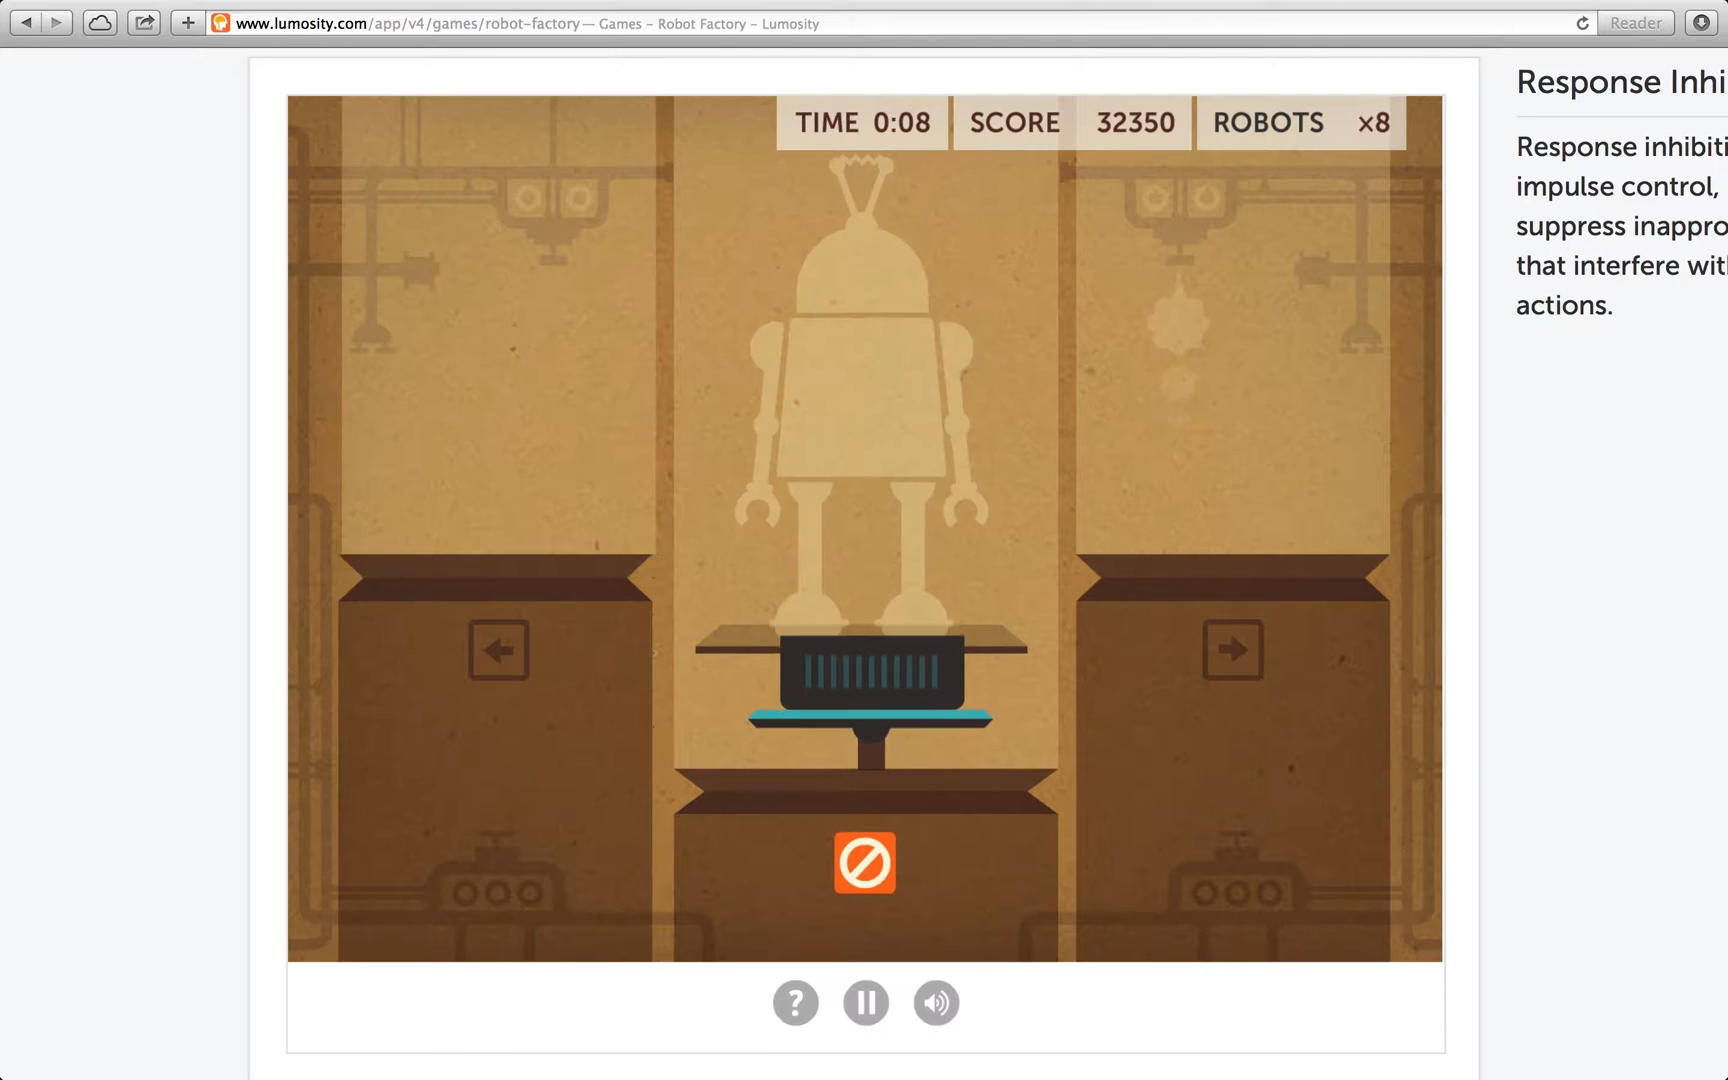 www.lumosity.com/app/v4/games/robot-factory — Games – Robot Factory – Lumosity
Reader
TIME 0:08
SCORE 32350
ROBOTS ×8
Response Inhi
Response inhibiti
impulse control,
suppress inappro
that interfere wit
actions.
?